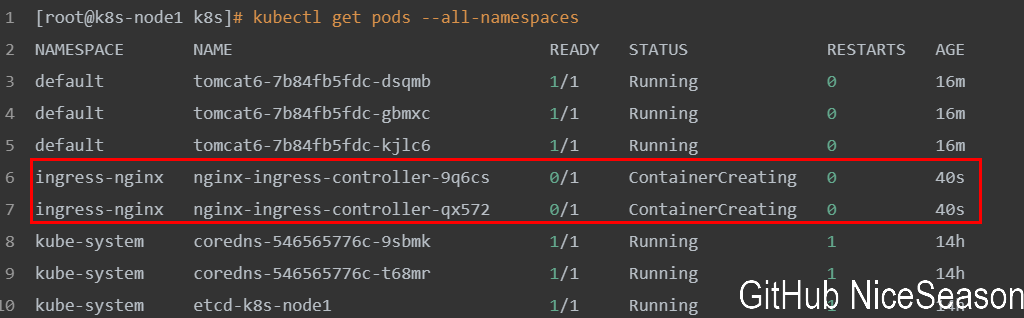 1 [root@k8s-node1 k8s]# kubectl get pods --all-namespaces
2 NAMESPACE NAME READY STATUS RESTARTS AGE
3 default tomcat6-7b84fb5fdc-dsqmb 1/1 Running 0 16m
4 default tomcat6-7b84fb5fdc-gbmxc 1/1 Running 0 16m
5 default tomcat6-7b84fb5fdc-kjlc6 1/1 Running 0 16m
6 ingress-nginx nginx-ingress-controller-9q6cs 0/1 ContainerCreating 0 40s
7 ingress-nginx nginx-ingress-controller-qx572 0/1 ContainerCreating 0 40s
8 kube-system coredns-546565776c-9sbmk 1/1 Running 1 14h
9 kube-system coredns-546565776c-t68mr 1/1 Running 1 14h
10 kube-system etcd-k8s-node1 1/1 Running 1 14h
GitHub NiceSeason